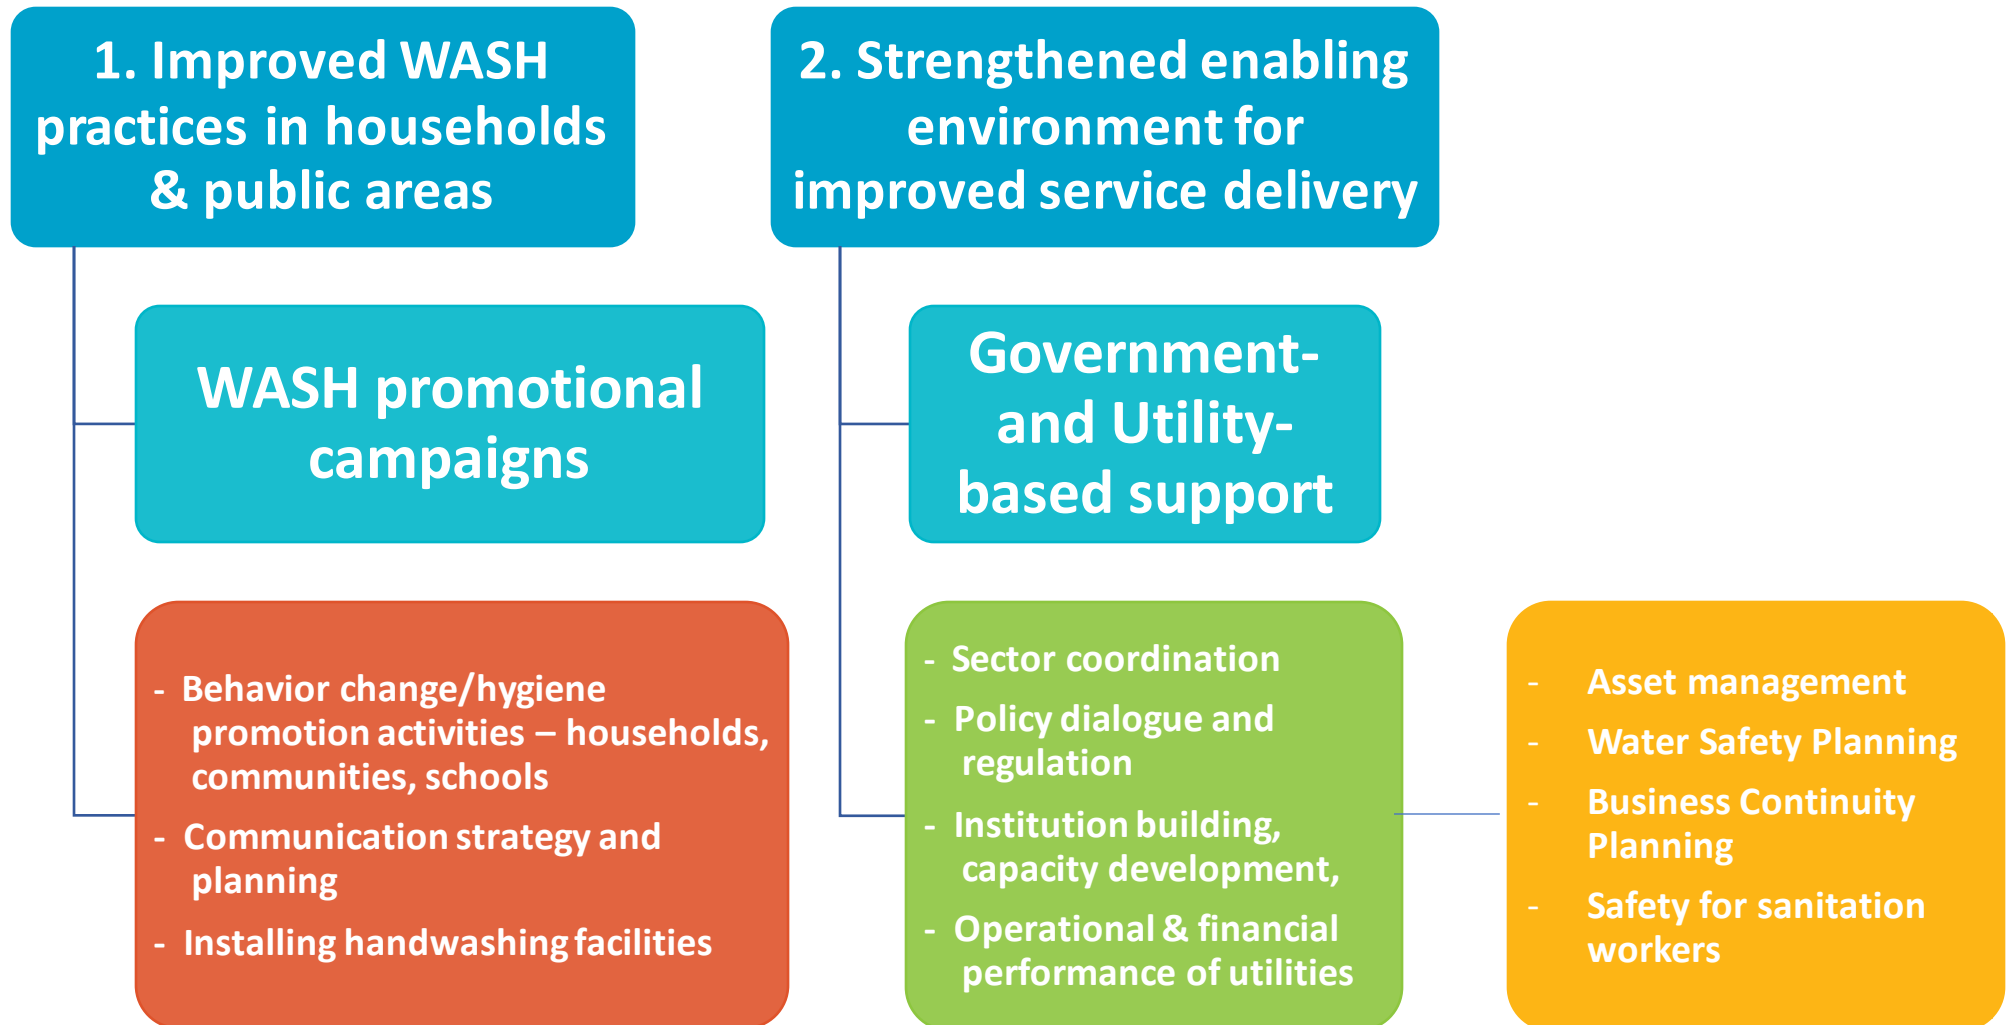 1. Improved WASH
practices in households
& public areas
2. Strengthened enabling
environment for
improved service delivery
WASH promotional
campaigns
Government-
and Utility-
based support
- Behavior change/hygiene
promotion activities – households,
communities, schools
- Communication strategy and
planning
- Installing handwashing facilities
- Sector coordination
- Policy dialogue and
regulation
- Institution building,
capacity development,
- Operational & financial
performance of utilities
- Asset management
- Water Safety Planning
- Business Continuity
Planning
- Safety for sanitation
workers